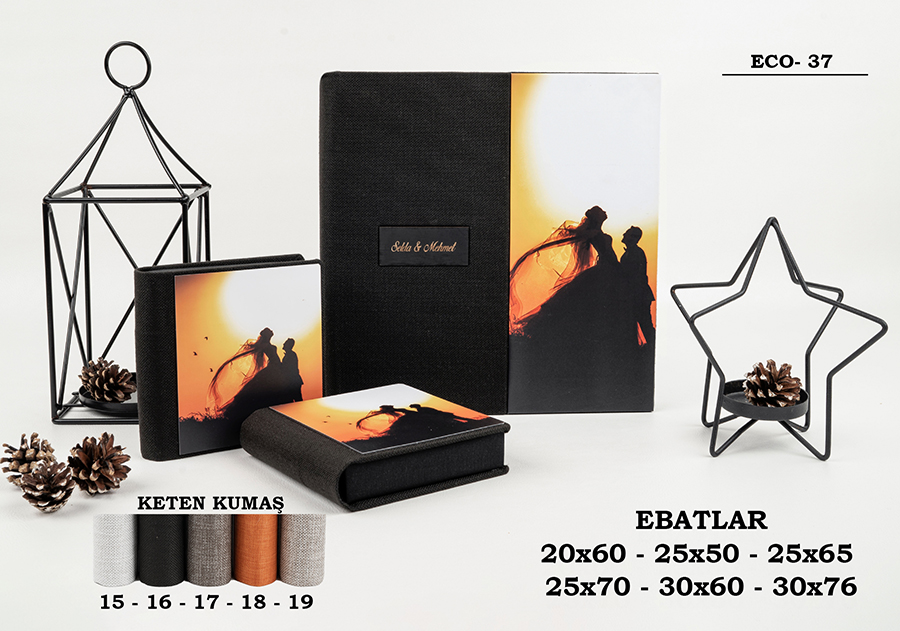 ECO- 37
Selda & Mehmet
KETEN KUMAŞ
15 - 16 - 17 - 18 - 19
EBATLAR
20x60 - 25x50 - 25x65
25x70 - 30x60 - 30x76